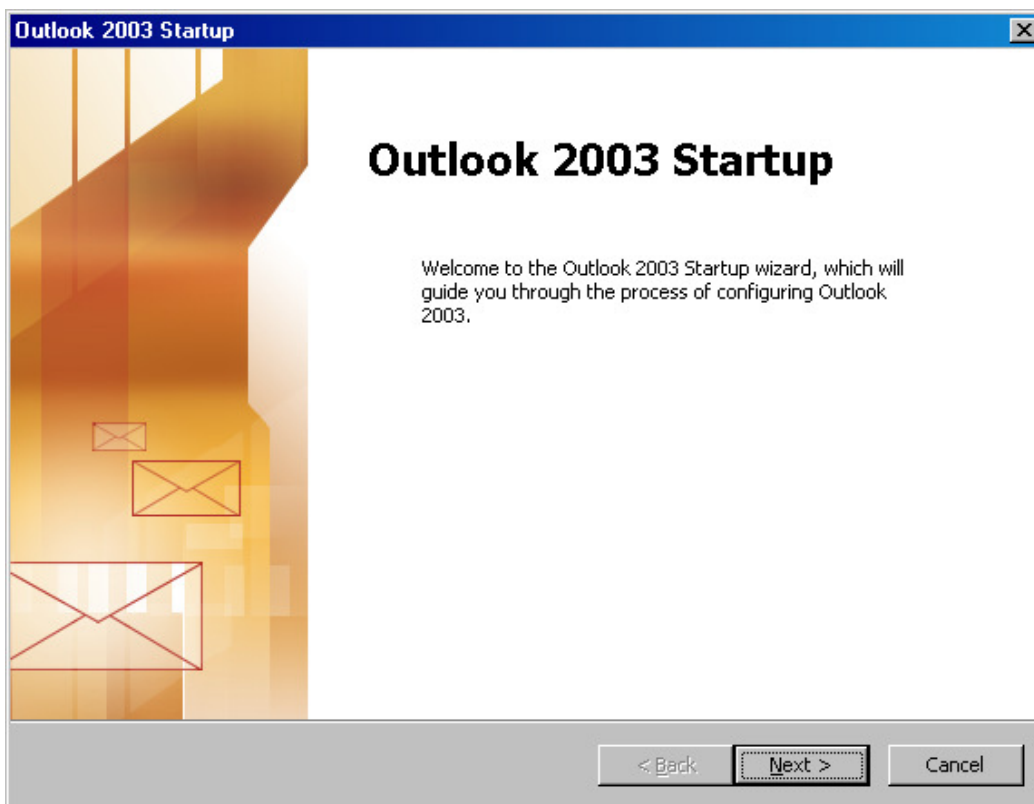 Outlook 2003 Startup
Outlook 2003 Startup
Welcome to the Outlook 2003 Startup wizard, which will
guide you through the process of configuring Outlook
2003.
< Back Next > Cancel